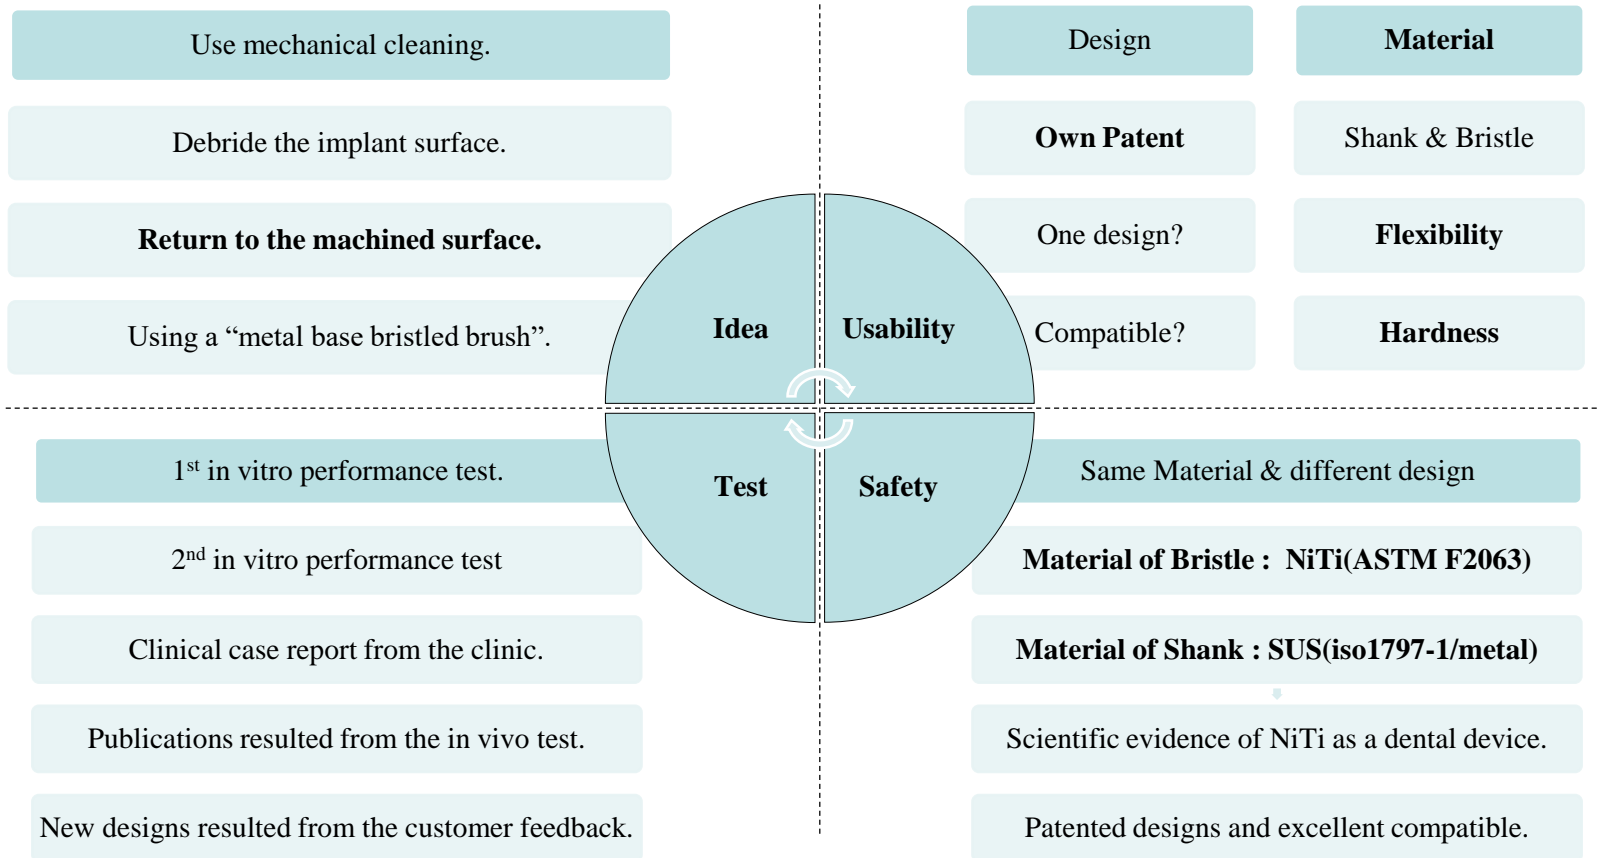 Use mechanical cleaning.
Debride the implant surface.
Return to the machined surface.
Using a “metal base bristled brush”.
Idea
Design
Material
Own Patent
Shank & Bristle
One design?
Flexibility
Compatible?
Hardness
Usability
1st in vitro performance test.
2nd in vitro performance test
Clinical case report from the clinic.
Publications resulted from the in vivo test.
New designs resulted from the customer feedback.
Test
Safety
Same Material & different design
Material of Bristle :  NiTi(ASTM F2063)
Material of Shank : SUS(iso1797-1/metal)
Scientific evidence of NiTi as a dental device.
Patented designs and excellent compatible.